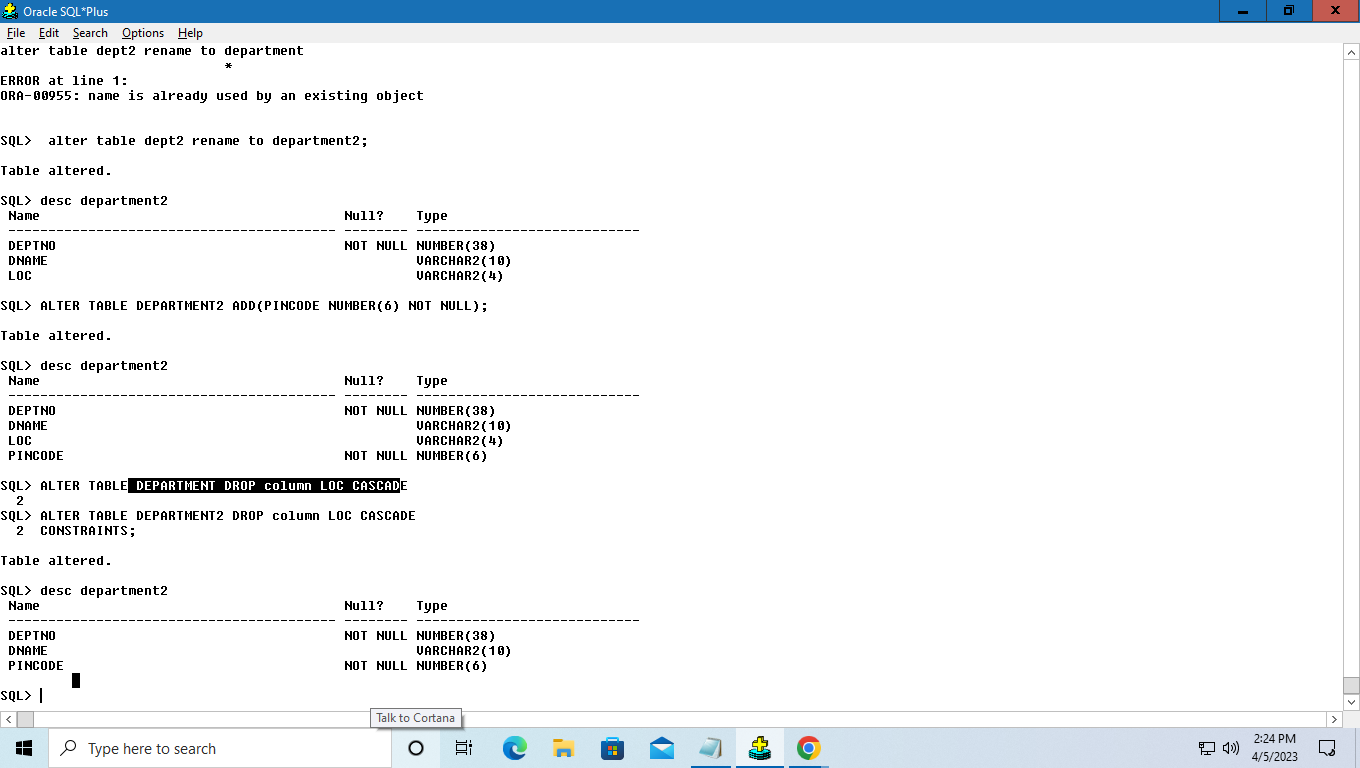 Oracle SQL*Plus
File Edit Search Options Help
alter table dept2 rename to department
*
ERROR at line 1:
ORA-00955: name is already used by an existing object
SQL>  alter table dept2 rename to department2;
Table altered.
SQL> desc department2
Name Null? Type
----------------------------------------- -------- ----------------------------
DEPTNO NOT NULL NUMBER(38)
DNAME VARCHAR2(10)
LOC VARCHAR2(4)
SQL> ALTER TABLE DEPARTMENT2 ADD(PINCODE NUMBER(6) NOT NULL);
Table altered.
SQL> desc department2
Name Null? Type
----------------------------------------- -------- ----------------------------
DEPTNO NOT NULL NUMBER(38)
DNAME VARCHAR2(10)
LOC VARCHAR2(4)
PINCODE NOT NULL NUMBER(6)
SQL> ALTER TABLE DEPARTMENT DROP column LOC CASCADE
2
SQL> ALTER TABLE DEPARTMENT2 DROP column LOC CASCADE
2  CONSTRAINTS;
Table altered.
SQL> desc department2
Name Null? Type
----------------------------------------- -------- ----------------------------
DEPTNO NOT NULL NUMBER(38)
DNAME VARCHAR2(10)
PINCODE NOT NULL NUMBER(6)
SQL>
Talk to Cortana
Type here to search
2:24 PM
4/5/2023